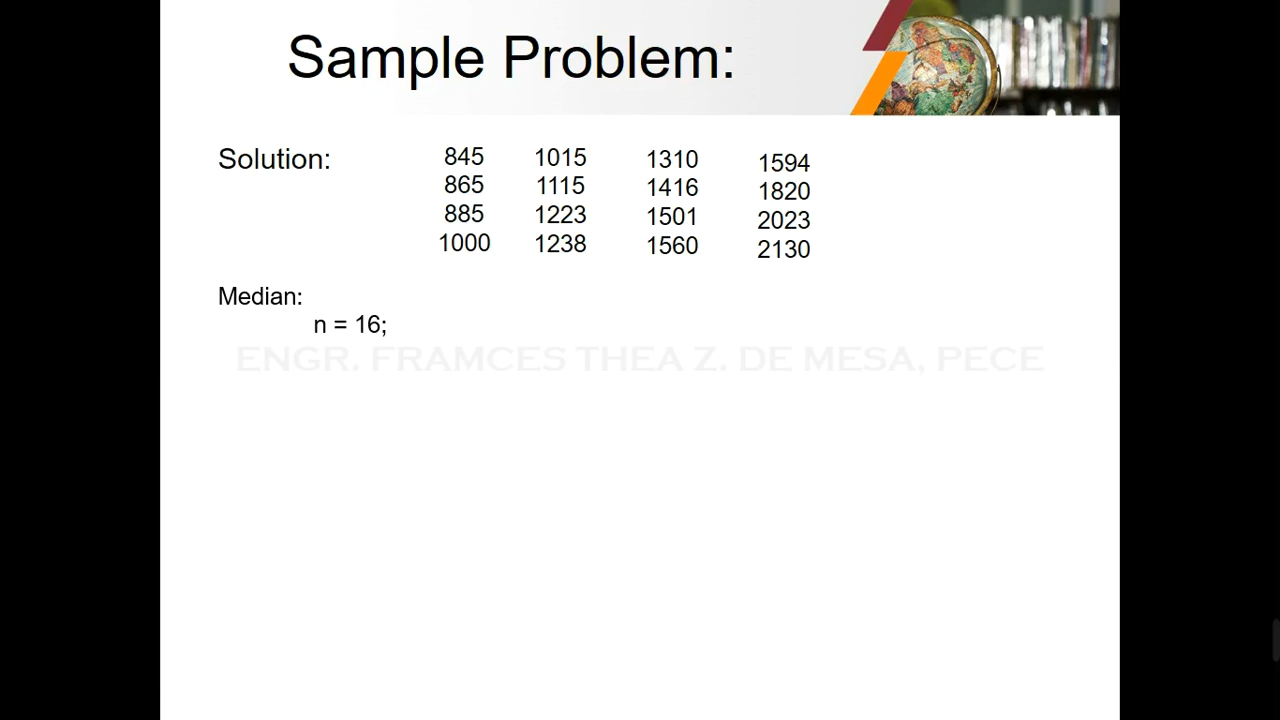 Sample Problem:
Solution:
845 1015 1310 1594
865 1115 1416 1820
885 1223 1501 2023
1000 1238 1560 2130
Median:
n = 16;
ENGR. FRAMCES THEA Z. DE MESA, PECE